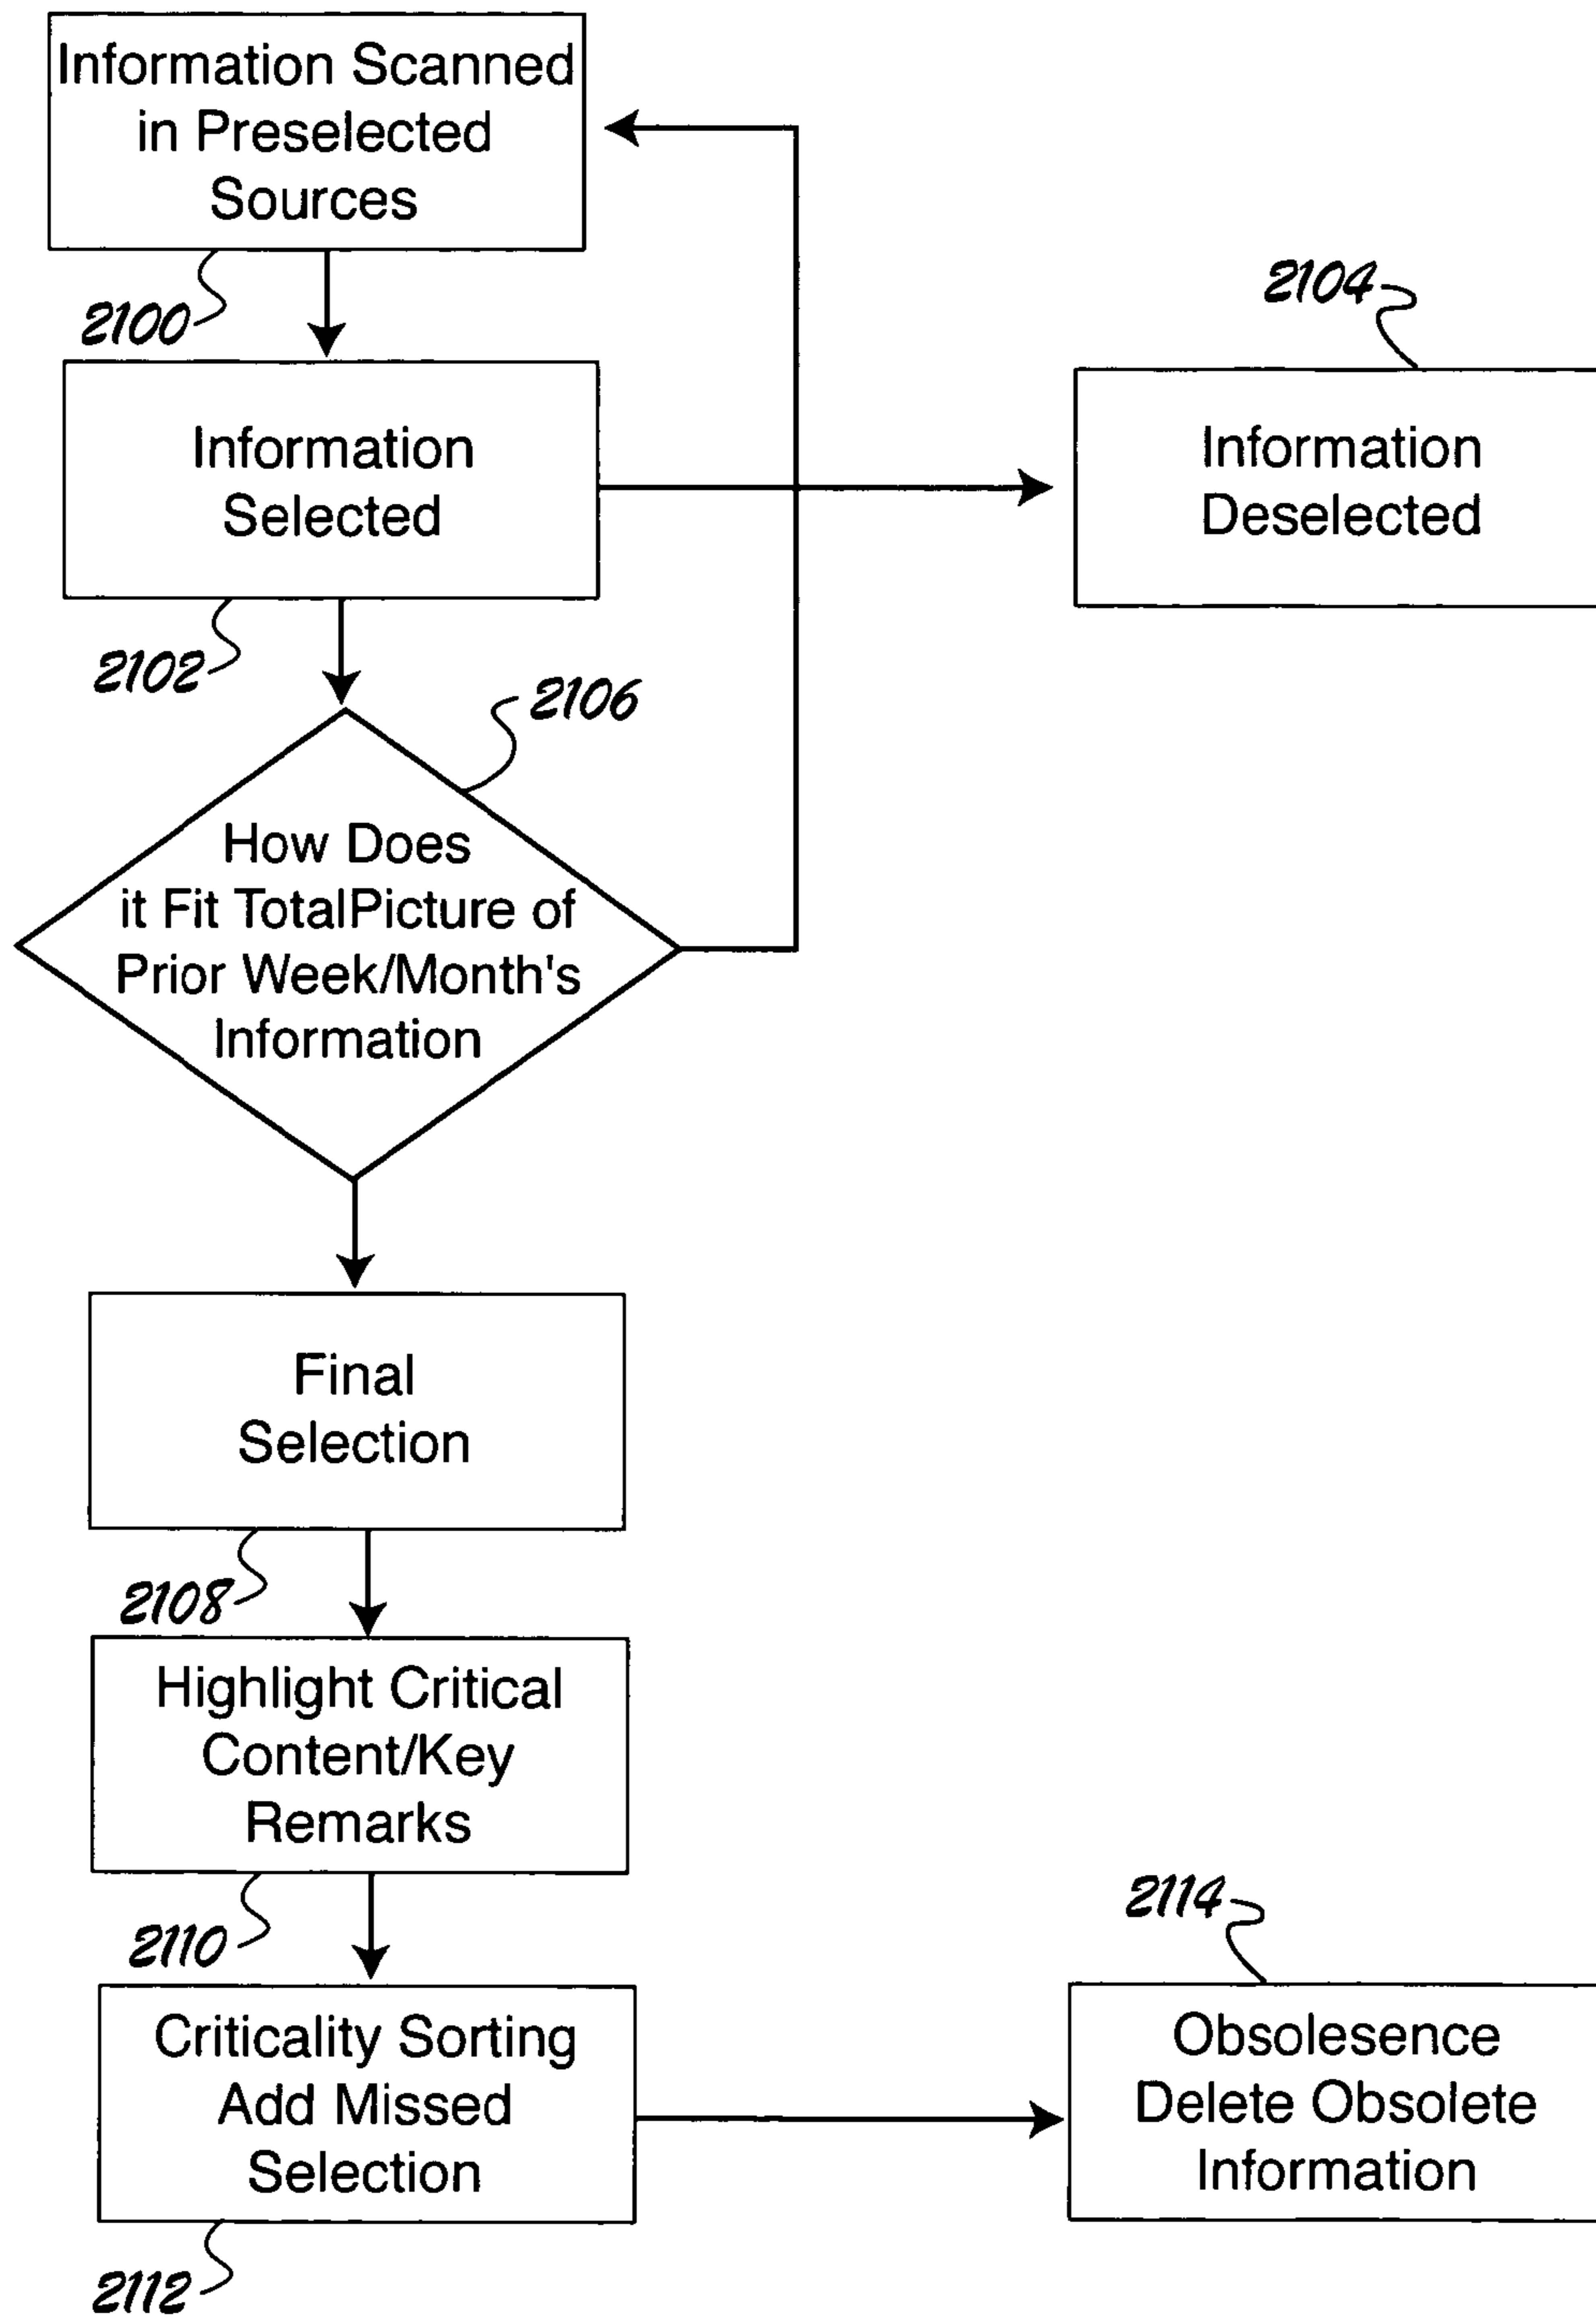 Information Scanned
in Preselected
Sources
2100
2104
Information
Selected
Information
Deselected
2102
2106
How Does
it Fit TotalPicture of
Prior Week/Month's
Information
Final
Selection
2108
Highlight Critical
Content/Key
Remarks
2110
2114
Criticality Sorting
Add Missed
Selection
Obsolesence
Delete Obsolete
Information
2112